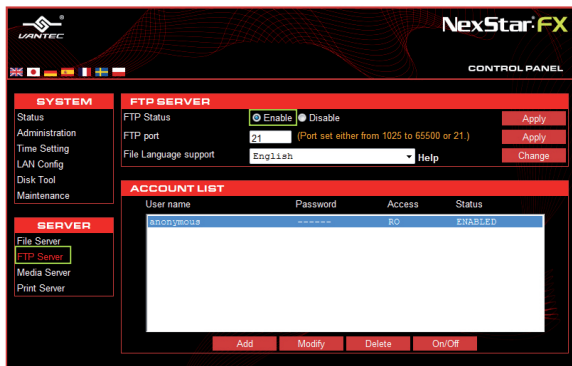 VANTEC
NexStar FX
CONTROL PANEL
SYSTEM
Status
Administration
Time Setting
LAN Config
Disk Tool
Maintenance
SERVER
File Server
FTP Server
Media Server
Print Server
FTP SERVER
FTP Status Enable Disable Apply
FTP port 21 (Port set either from 1025 to 65500 or 21.) Apply
File Language support English Help Change
ACCOUNT LIST
User name Password Access Status
anonymous ------ RO ENABLED
Add Modify Delete On/Off